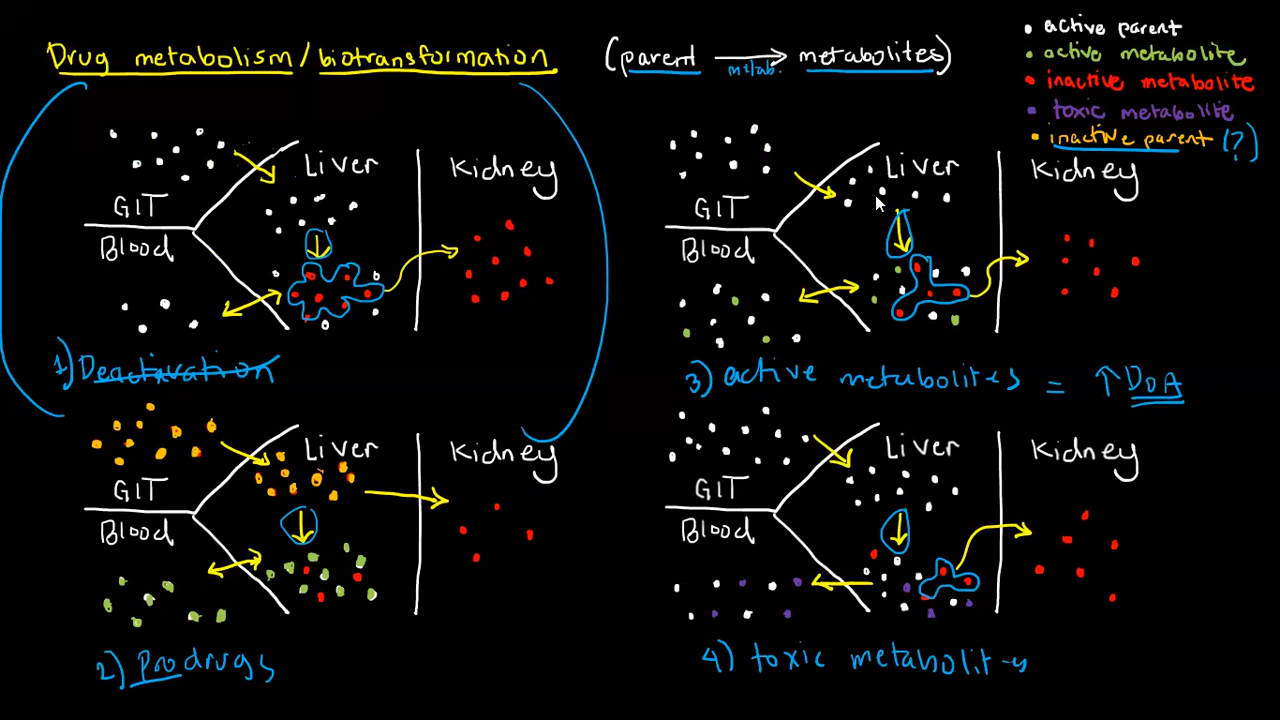 Drug metabolism / biotransformation
(parent → metabolites)
metab.
active parent
active metabolite
inactive metabolite
toxic metabolite
inactive parent (?)
Liver
Kidney
GIT
Blood
1) Deactivation
Liver
Kidney
GIT
Blood
3) active metabolites = ↑ DoA
Liver
Kidney
GIT
Blood
2) Prodrugs
Liver
Kidney
GIT
Blood
4) toxic metabolites